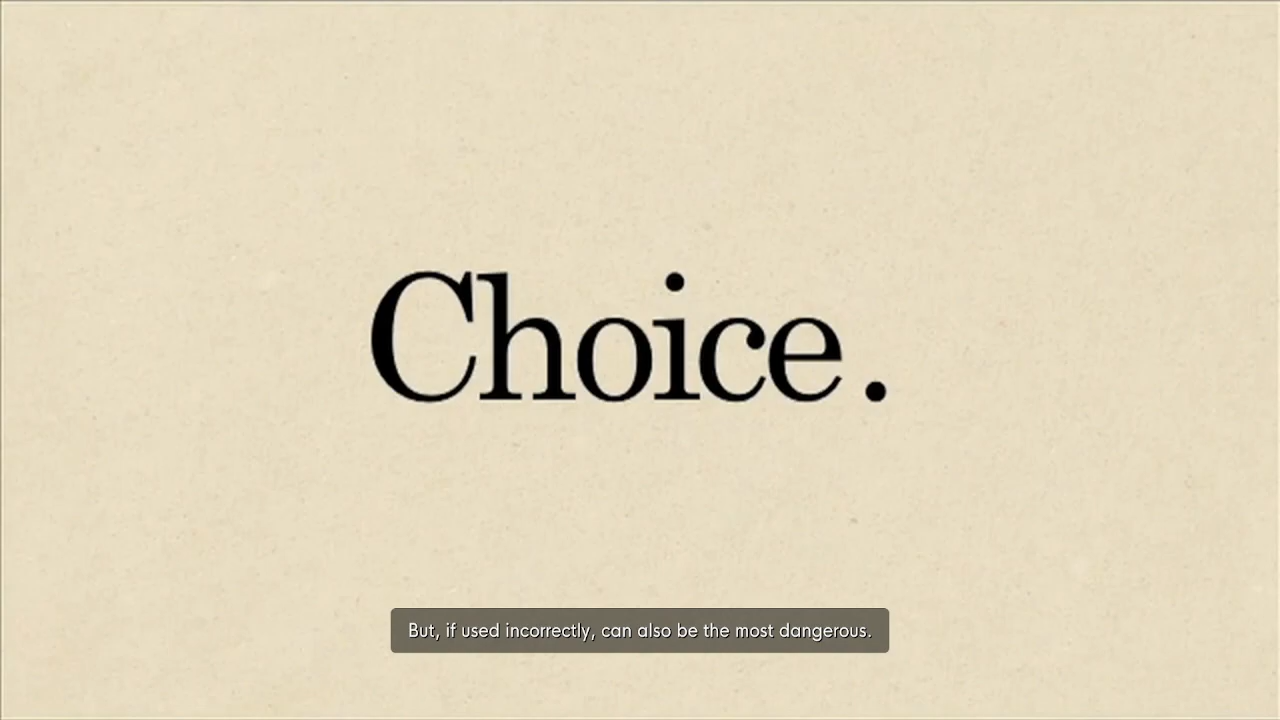 Choice.
But, if used incorrectly, can also be the most dangerous.